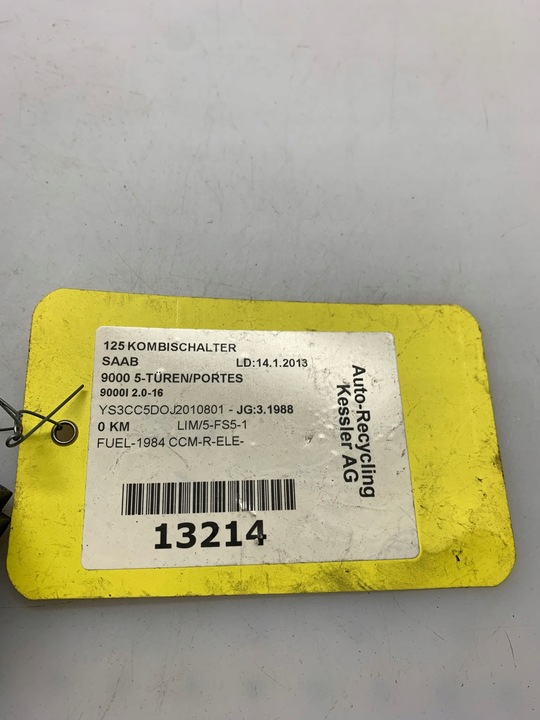 125 KOMBISCHALTER
SAAB LD:14.1.2013
9000 5-TÜREN/PORTES
9000I 2.0-16
YS3CC5DOJ2010801 - JG:3.1988
0 KM LIM/5-FS5-1
FUEL-1984 CCM-R-ELE-
13214
Auto-Recycling
Kessler AG